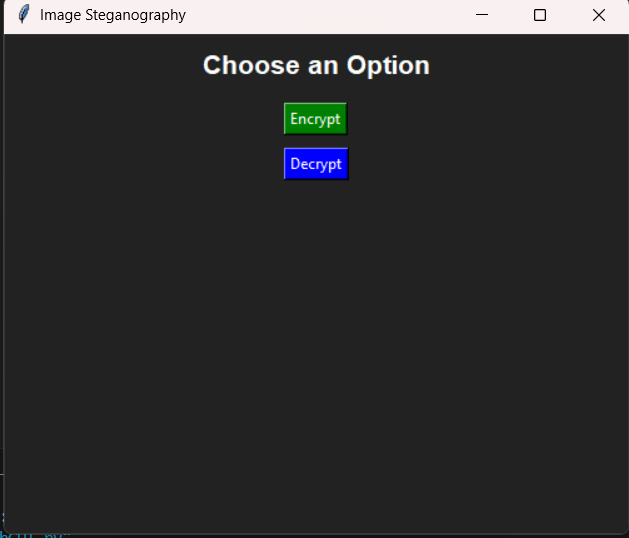 Image Steganography
Choose an Option
Encrypt
Decrypt